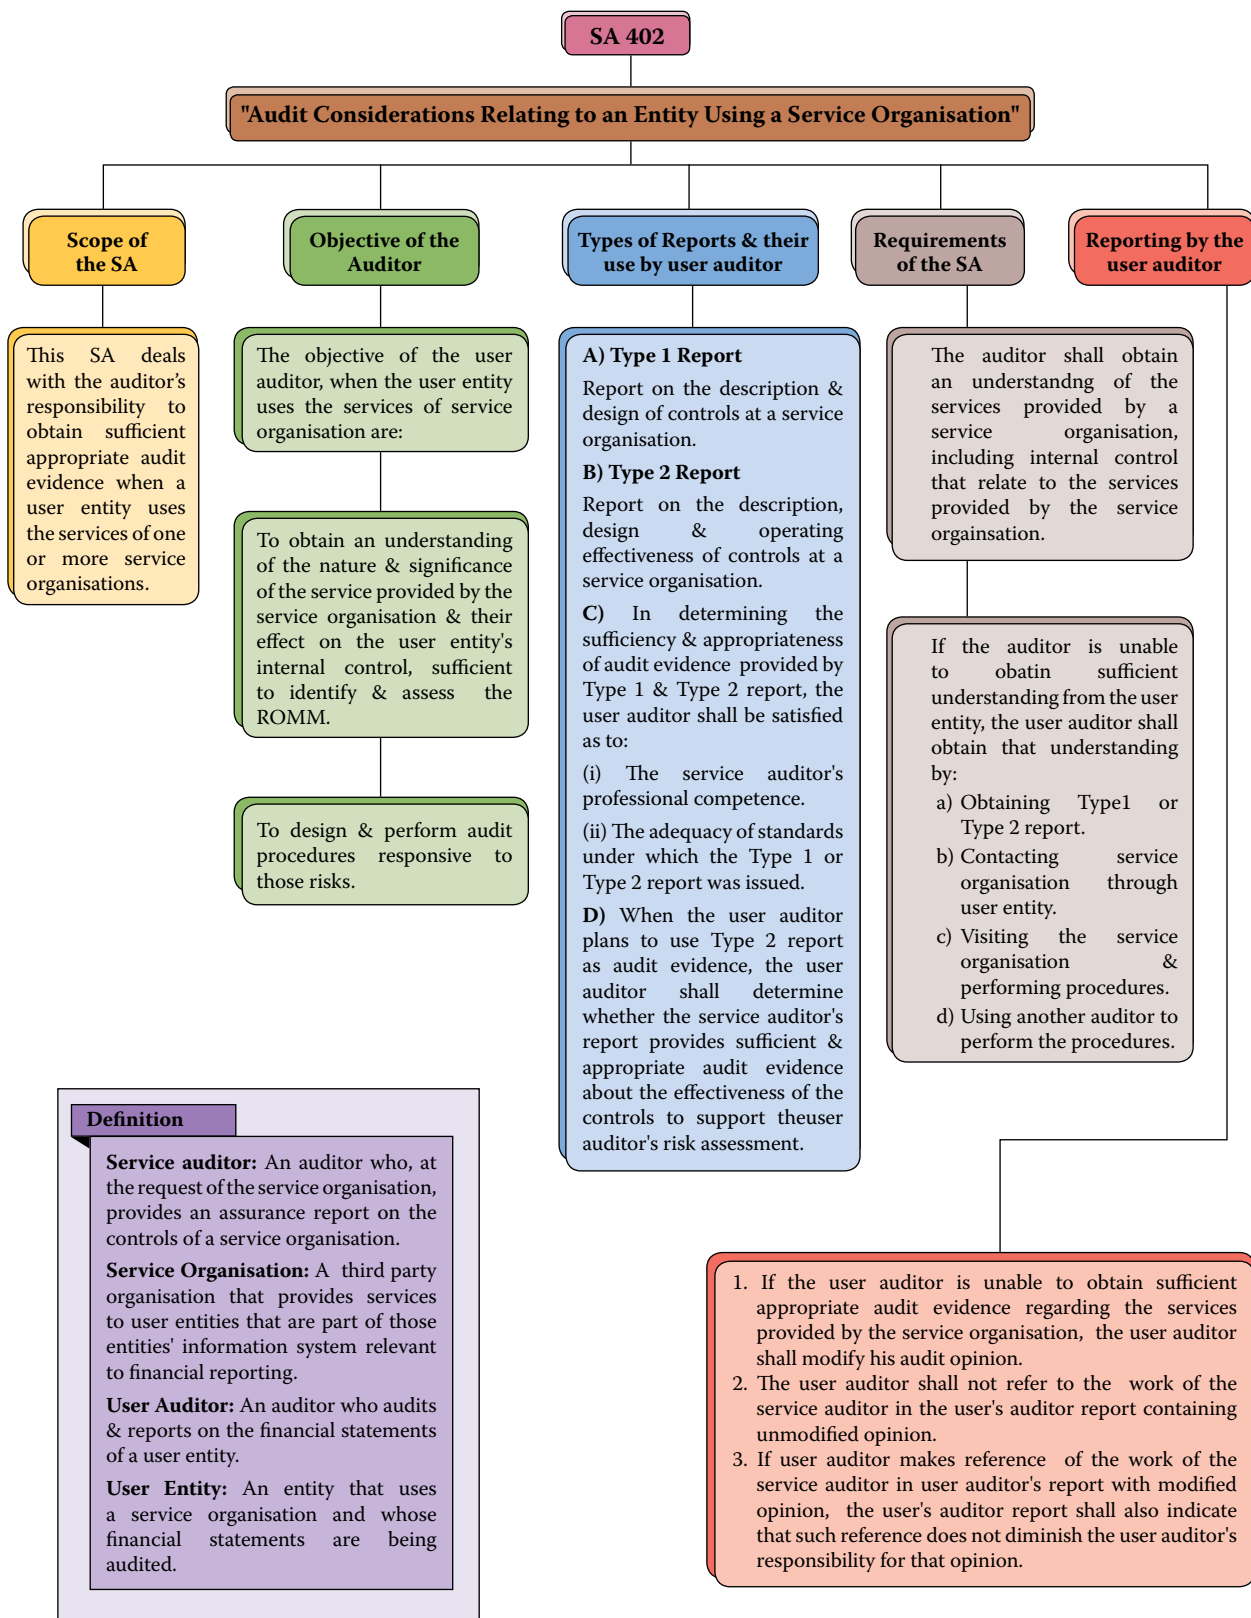 SA 402
"Audit Considerations Relating to an Entity Using a Service Organisation"
Scope of
the SA
This SA deals
with the auditor's
responsibility to
obtain sufficient
appropriate audit
evidence when a
user entity uses
the services of one
or more service
organisations.
Objective of the
Auditor
The objective of the user
auditor, when the user entity
uses the services of service
organisation are:
To obtain an understanding
of the nature & significance
of the service provided by the
service organisation & their
effect on the user entity's
internal control, sufficient
to identify & assess the
ROMM.
To design & perform audit
procedures responsive to
those risks.
Types of Reports & their
use by user auditor
A) Type 1 Report
Report on the description &
design of controls at a service
organisation.
B) Type 2 Report
Report on the description,
design & operating
effectiveness of controls at a
service organisation.
C) In determining the
sufficiency & appropriateness
of audit evidence provided by
Type 1 & Type 2 report, the
user auditor shall be satisfied
as to:
(i) The service auditor's
professional competence.
(ii) The adequacy of standards
under which the Type 1 or
Type 2 report was issued.
D) When the user auditor
plans to use Type 2 report
as audit evidence, the user
auditor shall determine
whether the service auditor's
report provides sufficient &
appropriate audit evidence
about the effectiveness of the
controls to support theuser
auditor's risk assessment.
Requirements
of the SA
The auditor shall obtain
an understandng of the
services provided by a
service organisation,
including internal control
that relate to the services
provided by the service
orgainsation.
If the auditor is unable
to obatin sufficient
understanding from the user
entity, the user auditor shall
obtain that understanding
by:
a) Obtaining Type1 or
Type 2 report.
b) Contacting service
organisation through
user entity.
c) Visiting the service
organisation &
performing procedures.
d) Using another auditor to
perform the procedures.
Reporting by the
user auditor
1. If the user auditor is unable to obtain sufficient
appropriate audit evidence regarding the services
provided by the service organisation, the user auditor
shall modify his audit opinion.
2. The user auditor shall not refer to the work of the
service auditor in the user's auditor report containing
unmodified opinion.
3. If user auditor makes reference of the work of the
service auditor in user auditor's report with modified
opinion, the user's auditor report shall also indicate
that such reference does not diminish the user auditor's
responsibility for that opinion.
Definition
Service auditor: An auditor who, at
the request of the service organisation,
provides an assurance report on the
controls of a service organisation.
Service Organisation: A third party
organisation that provides services
to user entities that are part of those
entities' information system relevant
to financial reporting.
User Auditor: An auditor who audits
& reports on the financial statements
of a user entity.
User Entity: An entity that uses
a service organisation and whose
financial statements are being
audited.